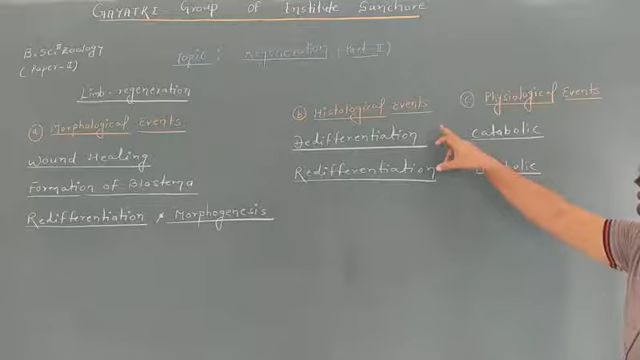 GAYATRI Group of Institute Sanchore
B.Sc. II Zoology
(Paper-II)
Topic : regeneration (Part-II)
Limb-regeneration
(a) Morphological events
Wound Healing
Formation of Blastema
Redifferentiation & Morphogenesis
(b) Histological events
Dedifferentiation
Redifferentiation
(c) Physiological Events
Catabolic